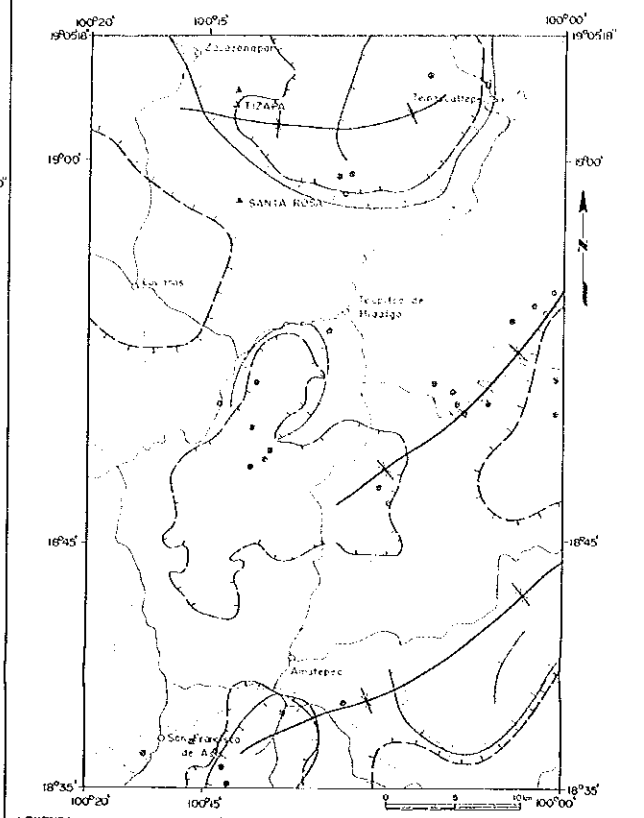 100°20'
100°15'
100°00'
19°05'18"
19°05'18"
TIZAPA
19°00'
19°00'
SANTA ROSA
N
Hidalgo
18°45'
18°45'
Amatepec
San Francisco
de Asis
18°35'
18°35'
100°20'
100°15'
100°00'
0 5 10 km